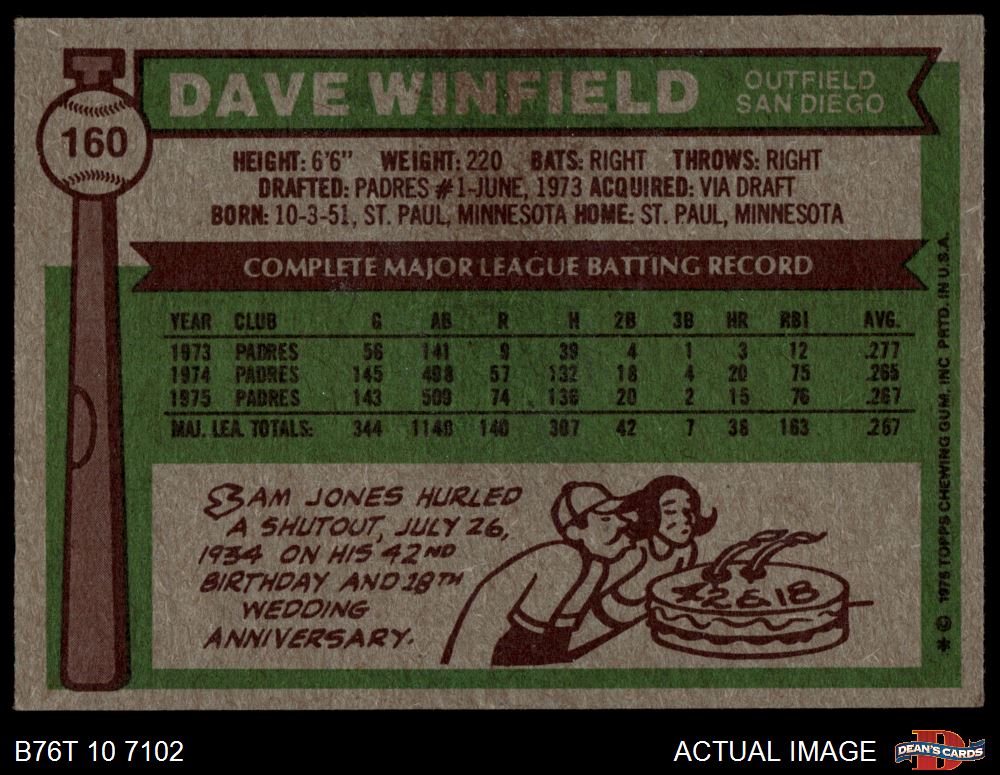 160
DAVE WINFIELD
OUTFIELD
SAN DIEGO
HEIGHT: 6'6" WEIGHT: 220 BATS: RIGHT THROWS: RIGHT
DRAFTED: PADRES #1-JUNE, 1973 ACQUIRED: VIA DRAFT
BORN: 10-3-51, ST. PAUL, MINNESOTA HOME: ST. PAUL, MINNESOTA
COMPLETE MAJOR LEAGUE BATTING RECORD
YEAR CLUB G AB R H 2B 3B HR RBI AVG.
1973 PADRES 56 141 9 39 4 1 3 12 .277
1974 PADRES 145 498 57 132 18 4 20 75 .265
1975 PADRES 143 509 74 136 20 2 15 76 .267
MAJ. LEA. TOTALS: 344 1148 140 307 42 7 38 163 .267
SAM JONES HURLED
A SHUTOUT, JULY 26,
1934 ON HIS 42ND
BIRTHDAY AND 18TH
WEDDING
ANNIVERSARY.
42 & 18
* © 1976 TOPPS CHEWING GUM, INC PRTD. IN U.S.A.
B76T 10 7102
ACTUAL IMAGE
D
DEAN'S CARDS